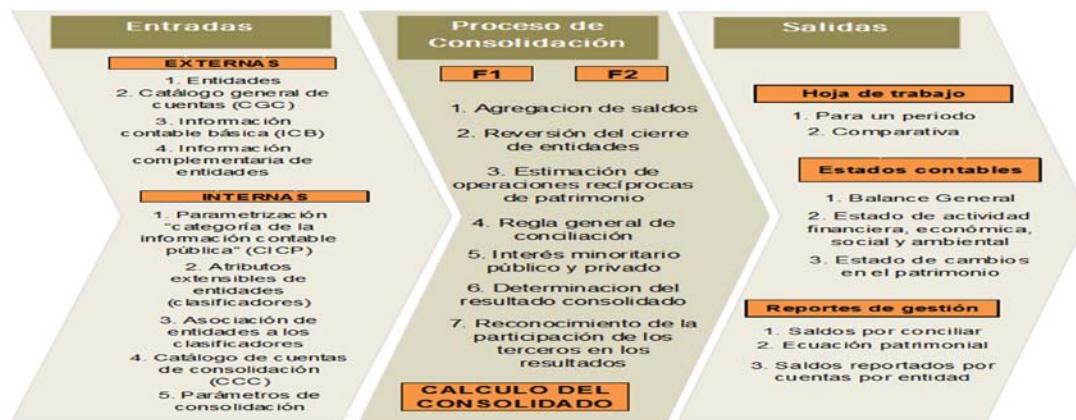 Entradas
EXTERNAS
1. Entidades
2. Catálogo general de
cuentas (CGC)
3. Información
contable básica (ICB)
4. Información
complementaria de
entidades
INTERNAS
1. Parametrización
"categoría de la
información contable
pública" (CICP)
2. Atributos
extensibles de
entidades
(clasificadores)
3. Asociación de
entidades a los
clasificadores
4. Catálogo de cuentas
de consolidación
(CCC)
5. Parámetros de
consolidación
Proceso de
Consolidación
F1 F2
1. Agregacion de saldos
2. Reversión del cierre
de entidades
3. Estimación de
operaciones recíprocas
de patrimonio
4. Regla general de
conciliación
5. Interés minoritario
público y privado
6. Determinacion del
resultado consolidado
7. Reconocimiento de la
participación de los
terceros en los
resultados
CALCULO DEL
CONSOLIDADO
Salidas
Hoja de trabajo
1. Para un periodo
2. Comparativa
Estados contables
1. Balance General
2. Estado de actividad
financiera, económica,
social y ambiental
3. Estado de cambios
en el patrimonio
Reportes de gestión
1. Saldos por conciliar
2. Ecuación patrimonial
3. Saldos reportados por
cuentas por entidad